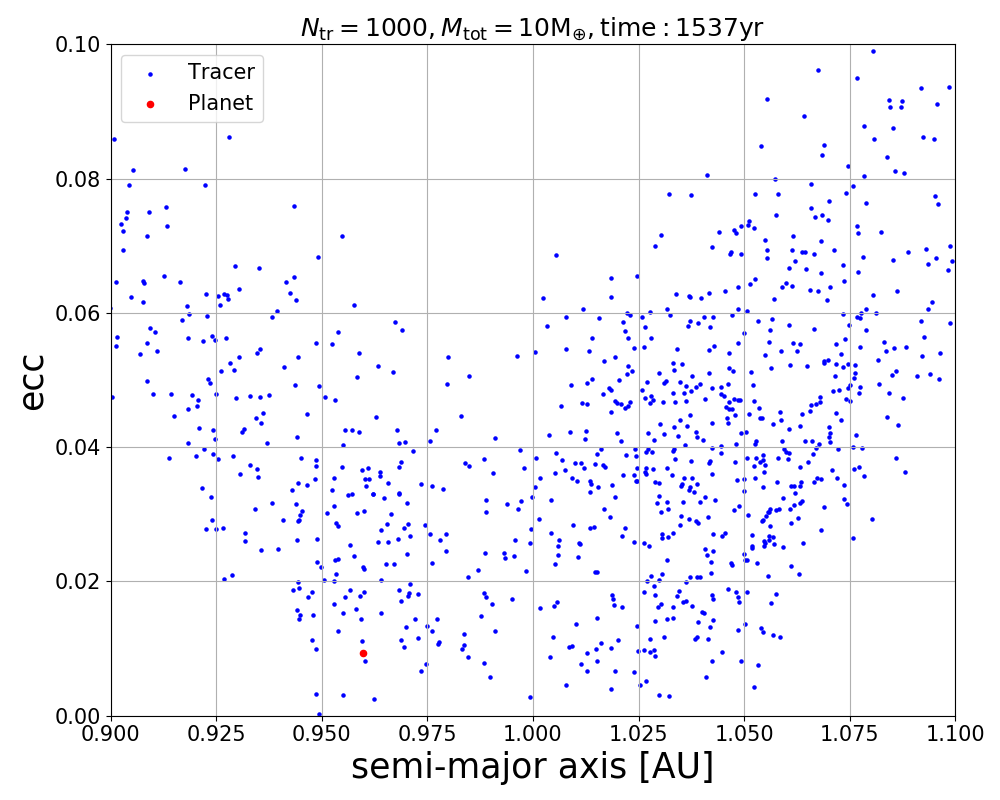 N_tr = 1000, M_tot = 10M_⊕, time : 1537yr
Tracer
Planet
ecc
0.10
0.08
0.06
0.04
0.02
0.00
0.900 0.925 0.950 0.975 1.000 1.025 1.050 1.075 1.100
semi-major axis [AU]